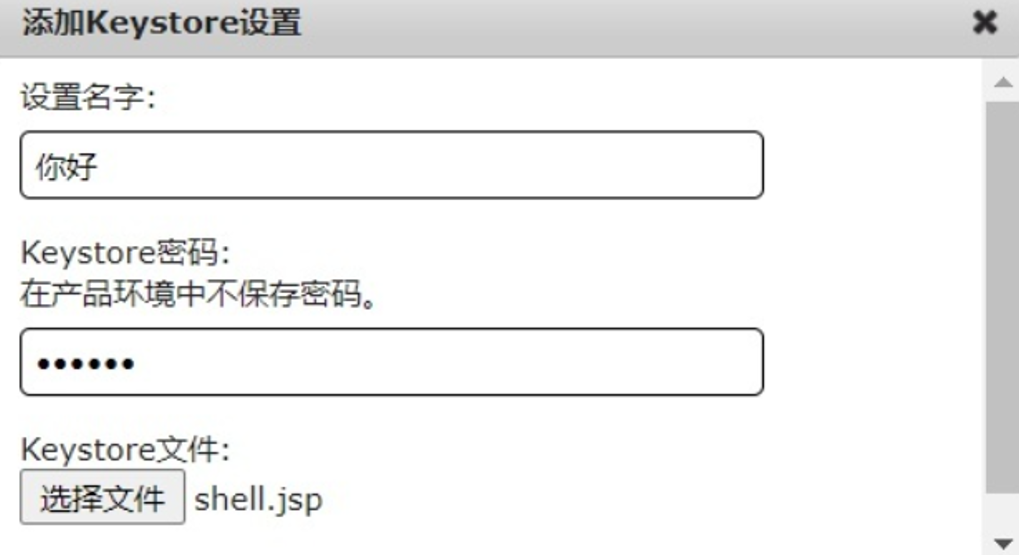 添加Keystore设置
设置名字:
你好
Keystore密码:
在产品环境中不保存密码。
••••••
Keystore文件:
选择文件 shell.jsp